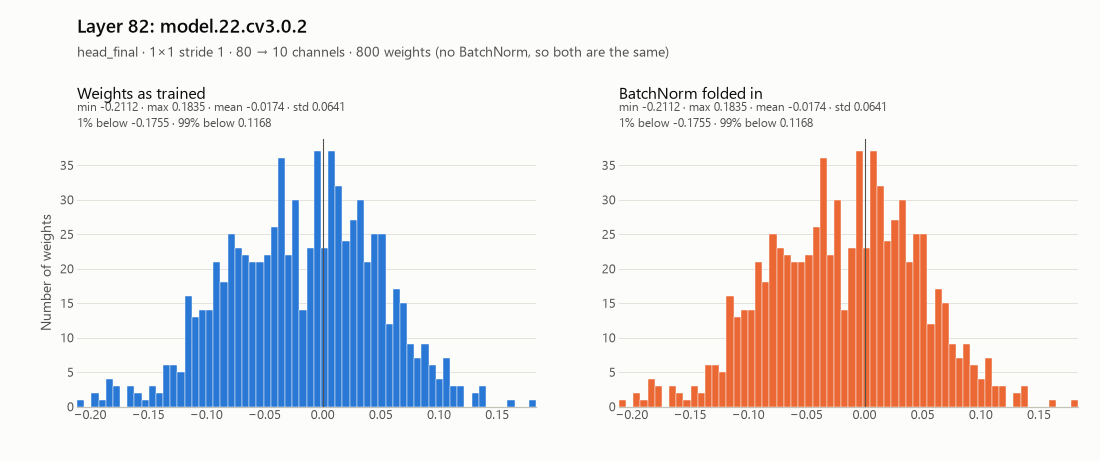 Layer 82: model.22.cv3.0.2
head_final · 1×1 stride 1 · 80 → 10 channels · 800 weights (no BatchNorm, so both are the same)
Weights as trained
min -0.2112 · max 0.1835 · mean -0.0174 · std 0.0641
1% below -0.1755 · 99% below 0.1168
Number of weights
35
30
25
20
15
10
5
0
−0.20 −0.15 −0.10 −0.05 0.00 0.05 0.10 0.15
BatchNorm folded in
min -0.2112 · max 0.1835 · mean -0.0174 · std 0.0641
1% below -0.1755 · 99% below 0.1168
35
30
25
20
15
10
5
0
−0.20 −0.15 −0.10 −0.05 0.00 0.05 0.10 0.15